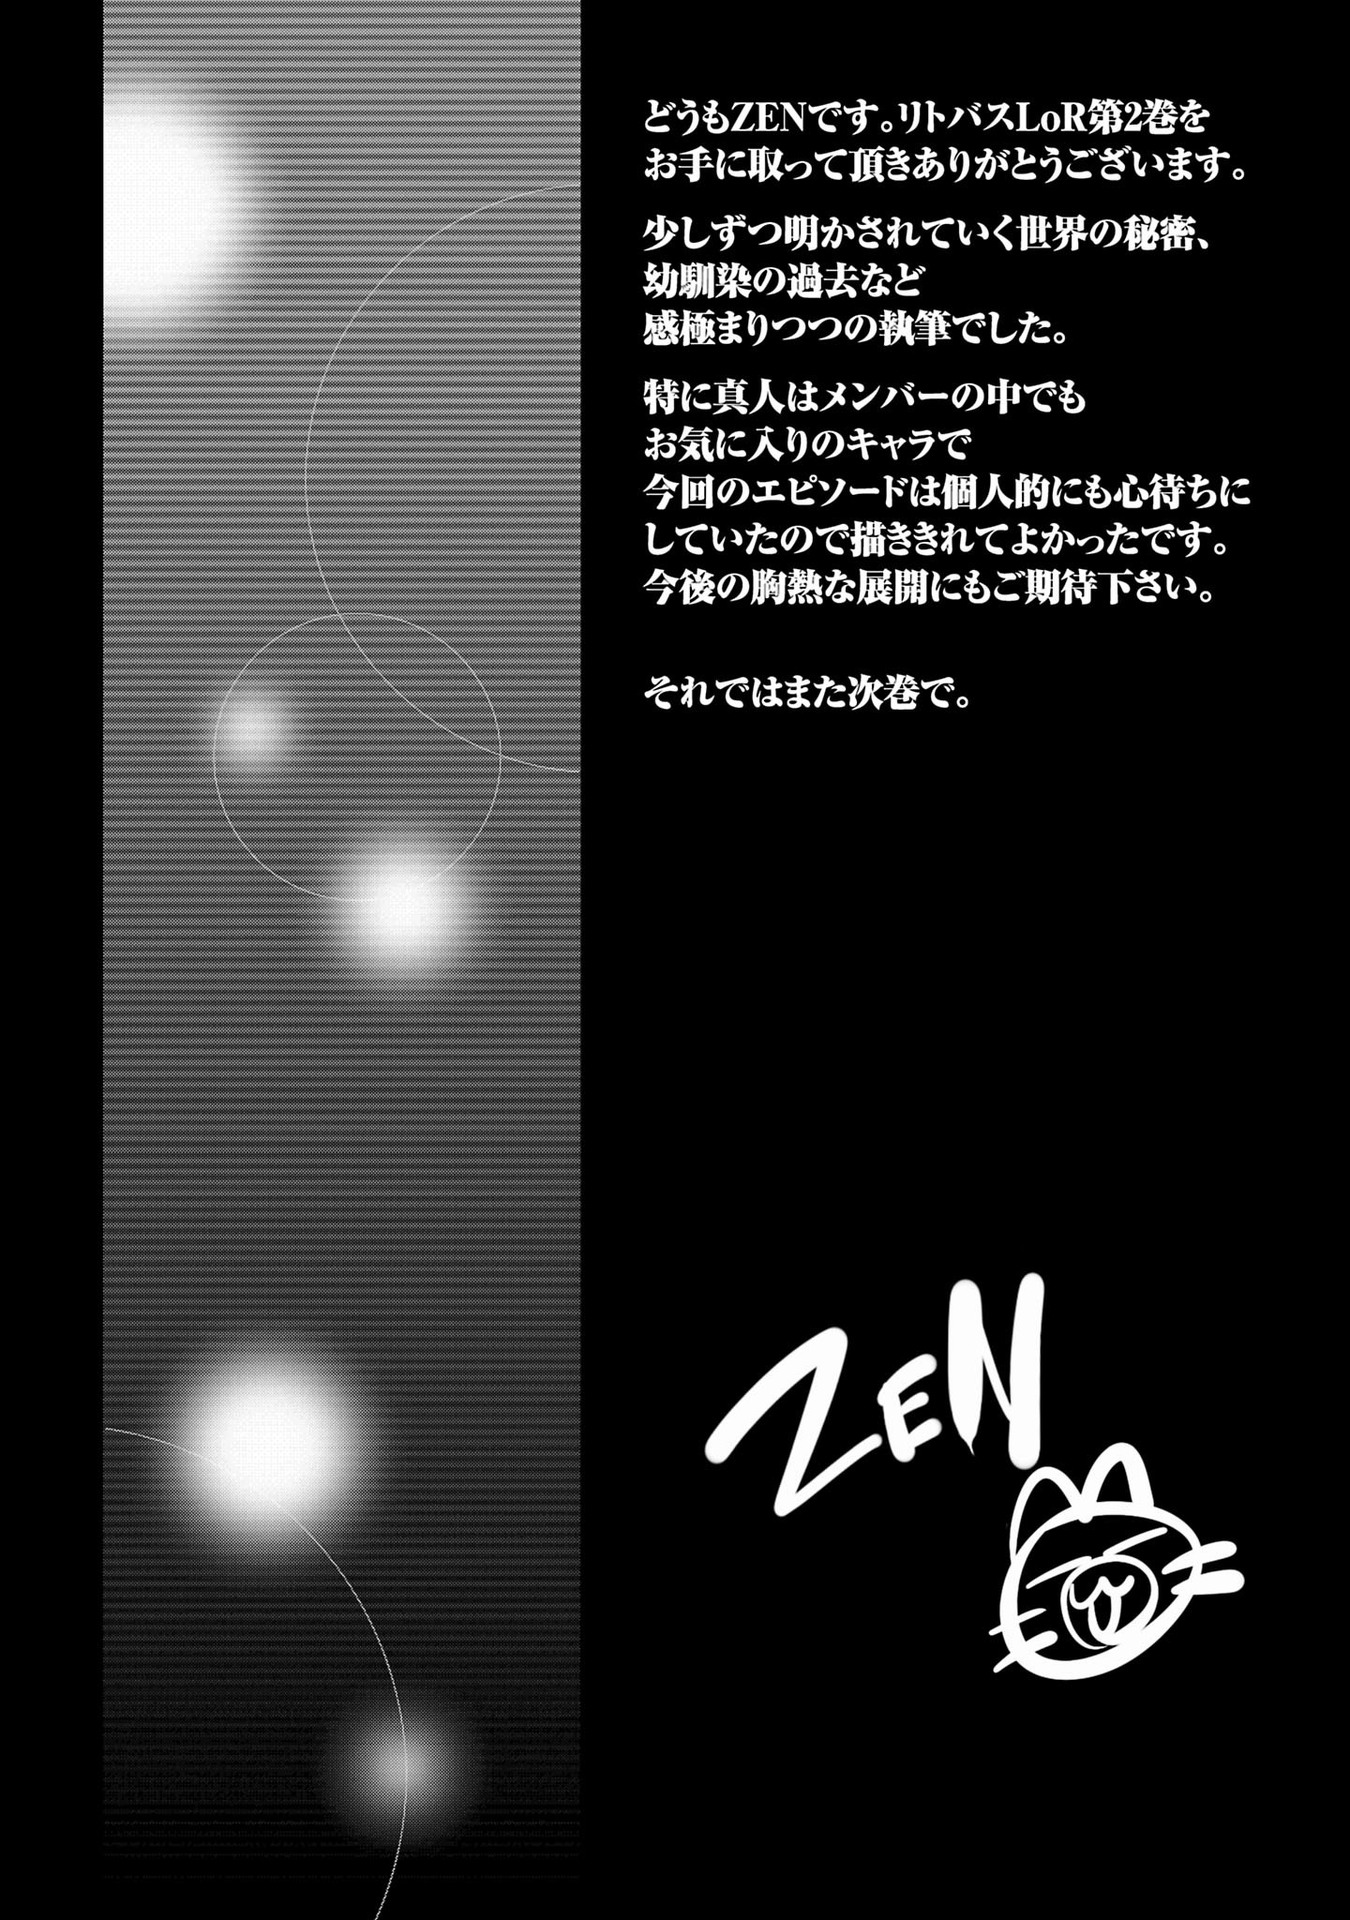 どうもZENです。リトバスLoR第2巻を
お手に取って頂きありがとうございます。
少しずつ明かされていく世界の秘密、
幼馴染の過去など
感極まりつつの執筆でした。
特に真人はメンバーの中でも
お気に入りのキャラで
今回のエピソードは個人的にも心待ちに
していたので描ききれてよかったです。
今後の胸熱な展開にもご期待下さい。
それではまた次巻で。
ZEN